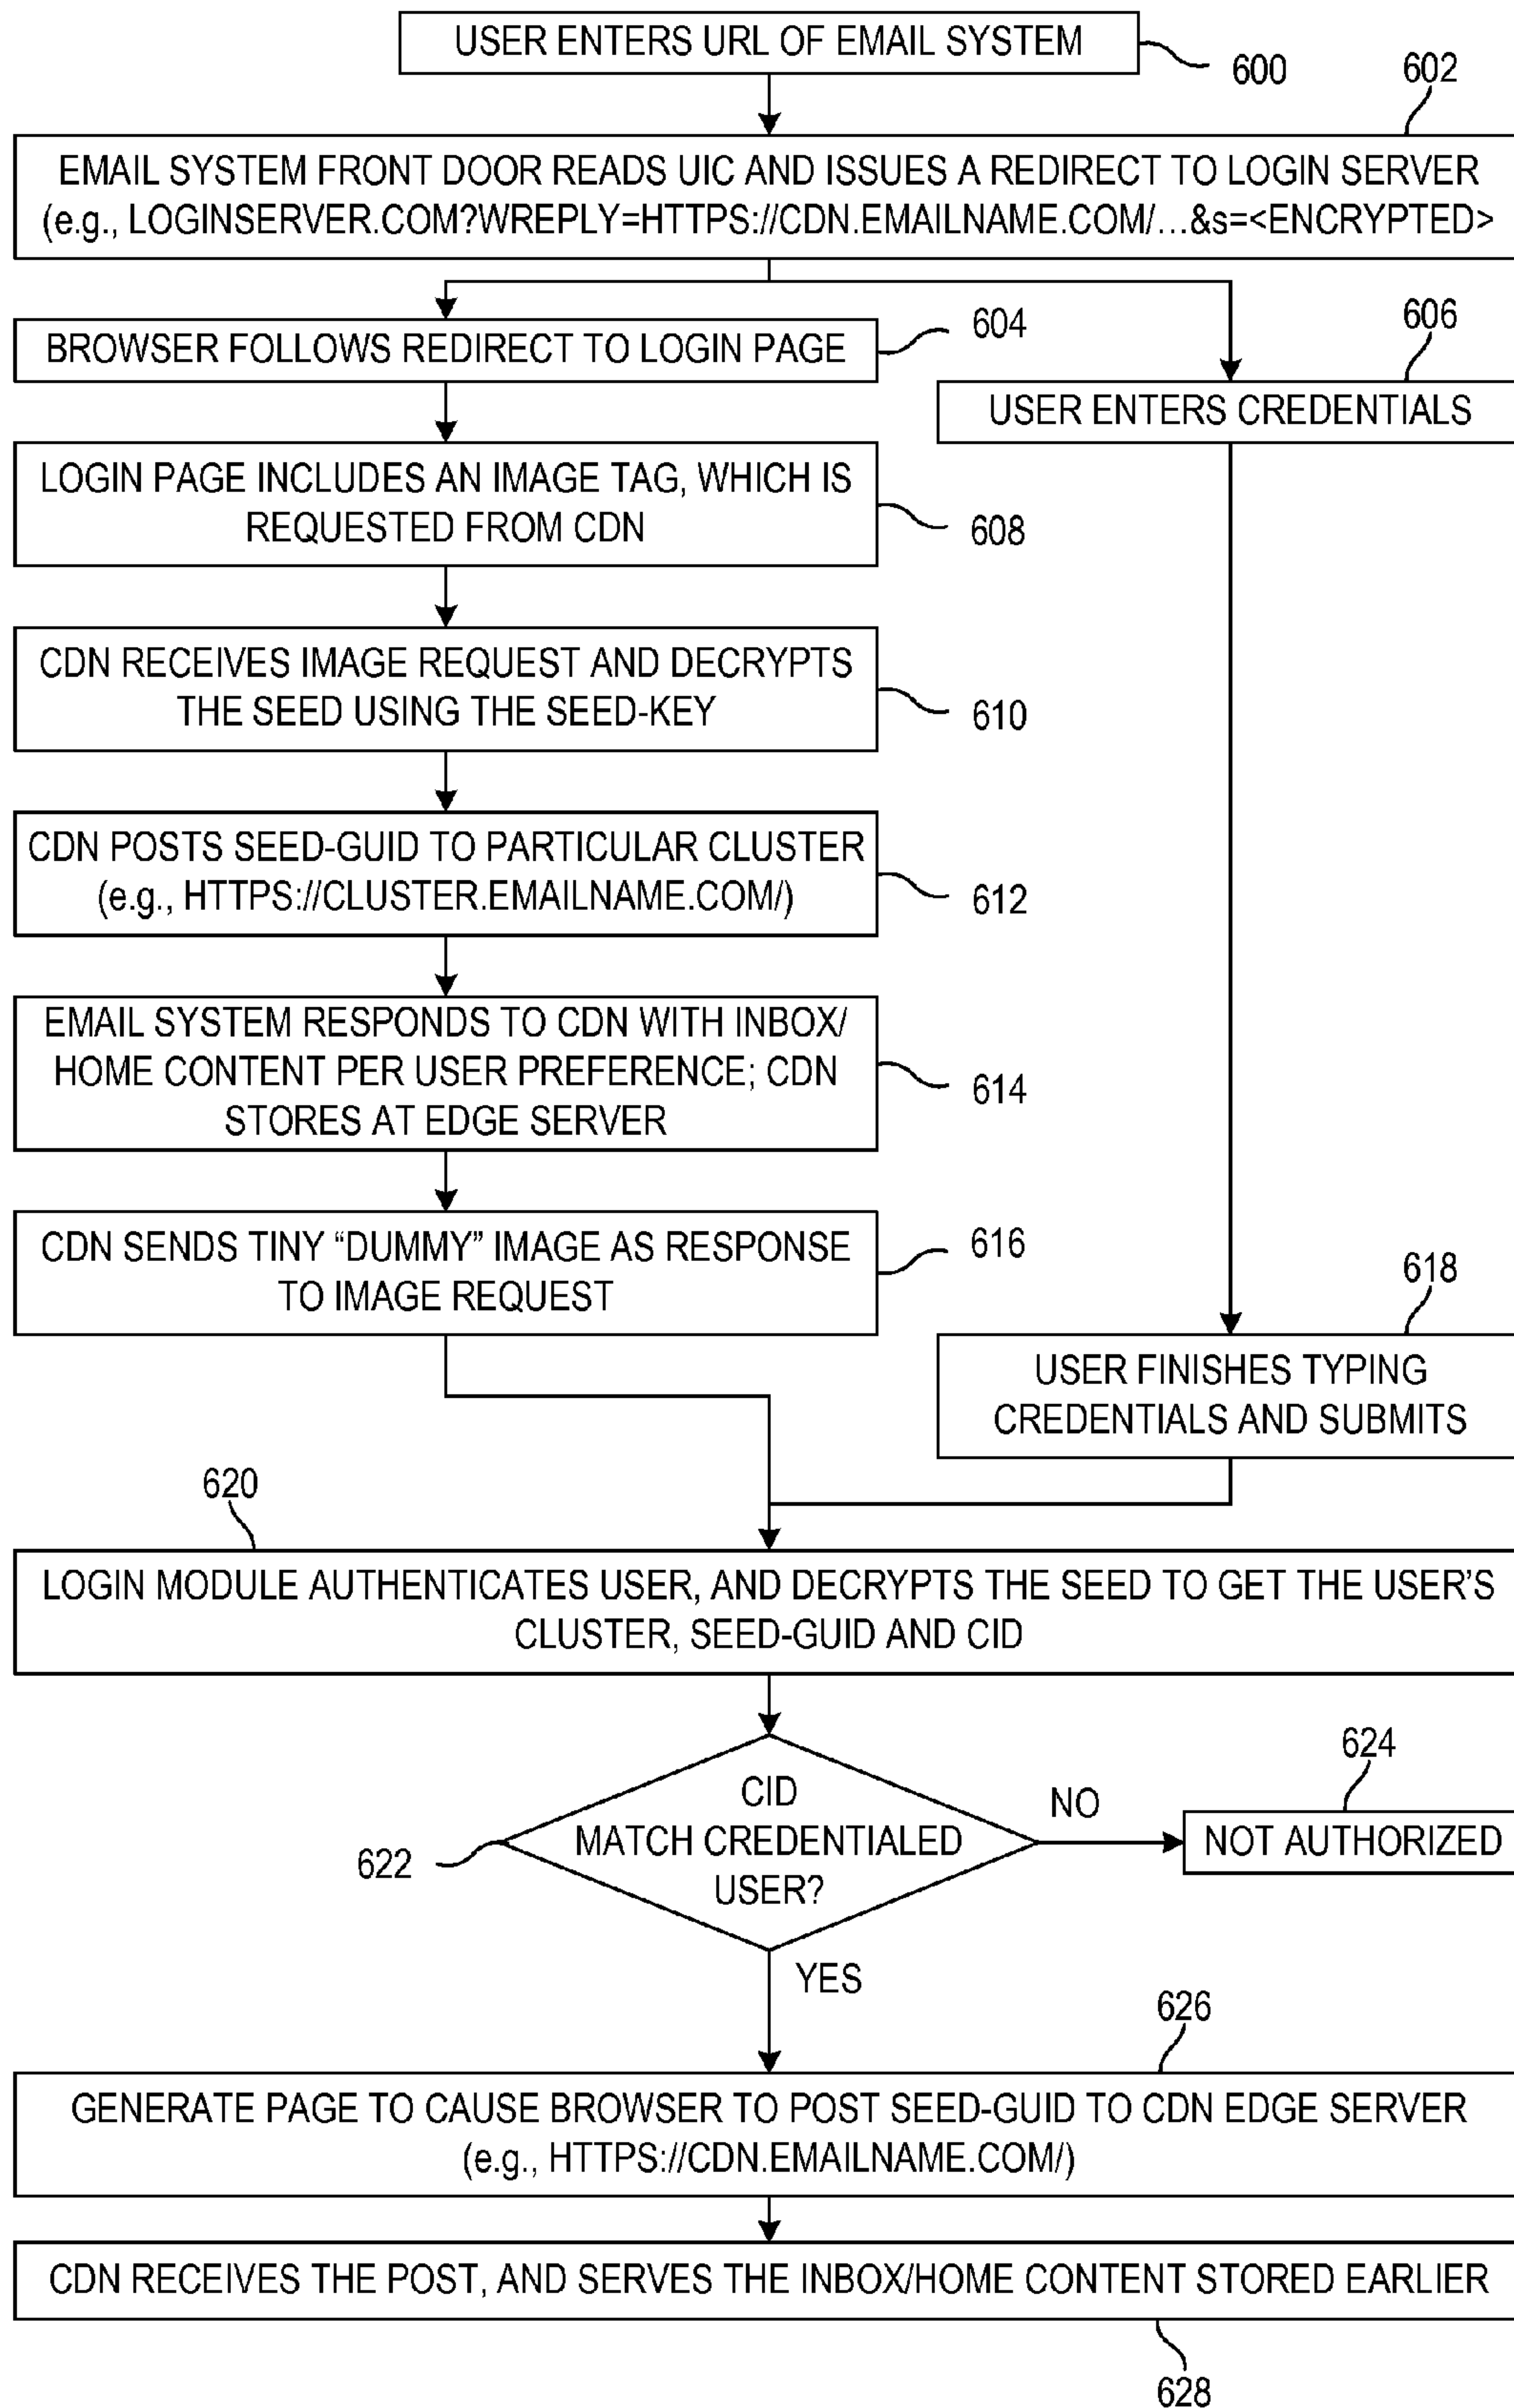 USER ENTERS URL OF EMAIL SYSTEM
600
602
EMAIL SYSTEM FRONT DOOR READS UIC AND ISSUES A REDIRECT TO LOGIN SERVER
(e.g., LOGINSERVER.COM?WREPLY=HTTPS://CDN.EMAILNAME.COM/...&s=<ENCRYPTED>
BROWSER FOLLOWS REDIRECT TO LOGIN PAGE
604
606
USER ENTERS CREDENTIALS
LOGIN PAGE INCLUDES AN IMAGE TAG, WHICH IS
REQUESTED FROM CDN
608
CDN RECEIVES IMAGE REQUEST AND DECRYPTS
THE SEED USING THE SEED-KEY
610
CDN POSTS SEED-GUID TO PARTICULAR CLUSTER
(e.g., HTTPS://CLUSTER.EMAILNAME.COM/)
612
EMAIL SYSTEM RESPONDS TO CDN WITH INBOX/
HOME CONTENT PER USER PREFERENCE; CDN
STORES AT EDGE SERVER
614
CDN SENDS TINY “DUMMY” IMAGE AS RESPONSE
TO IMAGE REQUEST
616
618
USER FINISHES TYPING
CREDENTIALS AND SUBMITS
620
LOGIN MODULE AUTHENTICATES USER, AND DECRYPTS THE SEED TO GET THE USER’S
CLUSTER, SEED-GUID AND CID
CID
MATCH CREDENTIALED
USER?
622
NO
624
NOT AUTHORIZED
YES
626
GENERATE PAGE TO CAUSE BROWSER TO POST SEED-GUID TO CDN EDGE SERVER
(e.g., HTTPS://CDN.EMAILNAME.COM/)
CDN RECEIVES THE POST, AND SERVES THE INBOX/HOME CONTENT STORED EARLIER
628